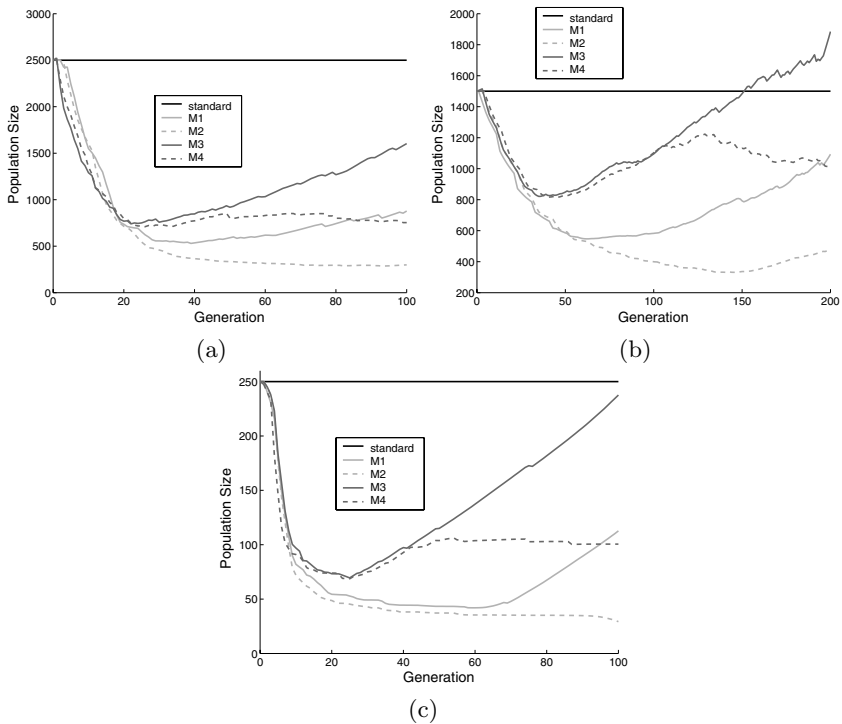 3000
2500
2000
1500
1000
500
0
0 20 40 60 80 100
Population Size
Generation
standard
M1
M2
M3
M4
(a)
2000
1800
1600
1400
1200
1000
800
600
400
200
0 50 100 150 200
Population Size
Generation
standard
M1
M2
M3
M4
(b)
250
200
150
100
50
0
0 20 40 60 80 100
Population Size
Generation
standard
M1
M2
M3
M4
(c)